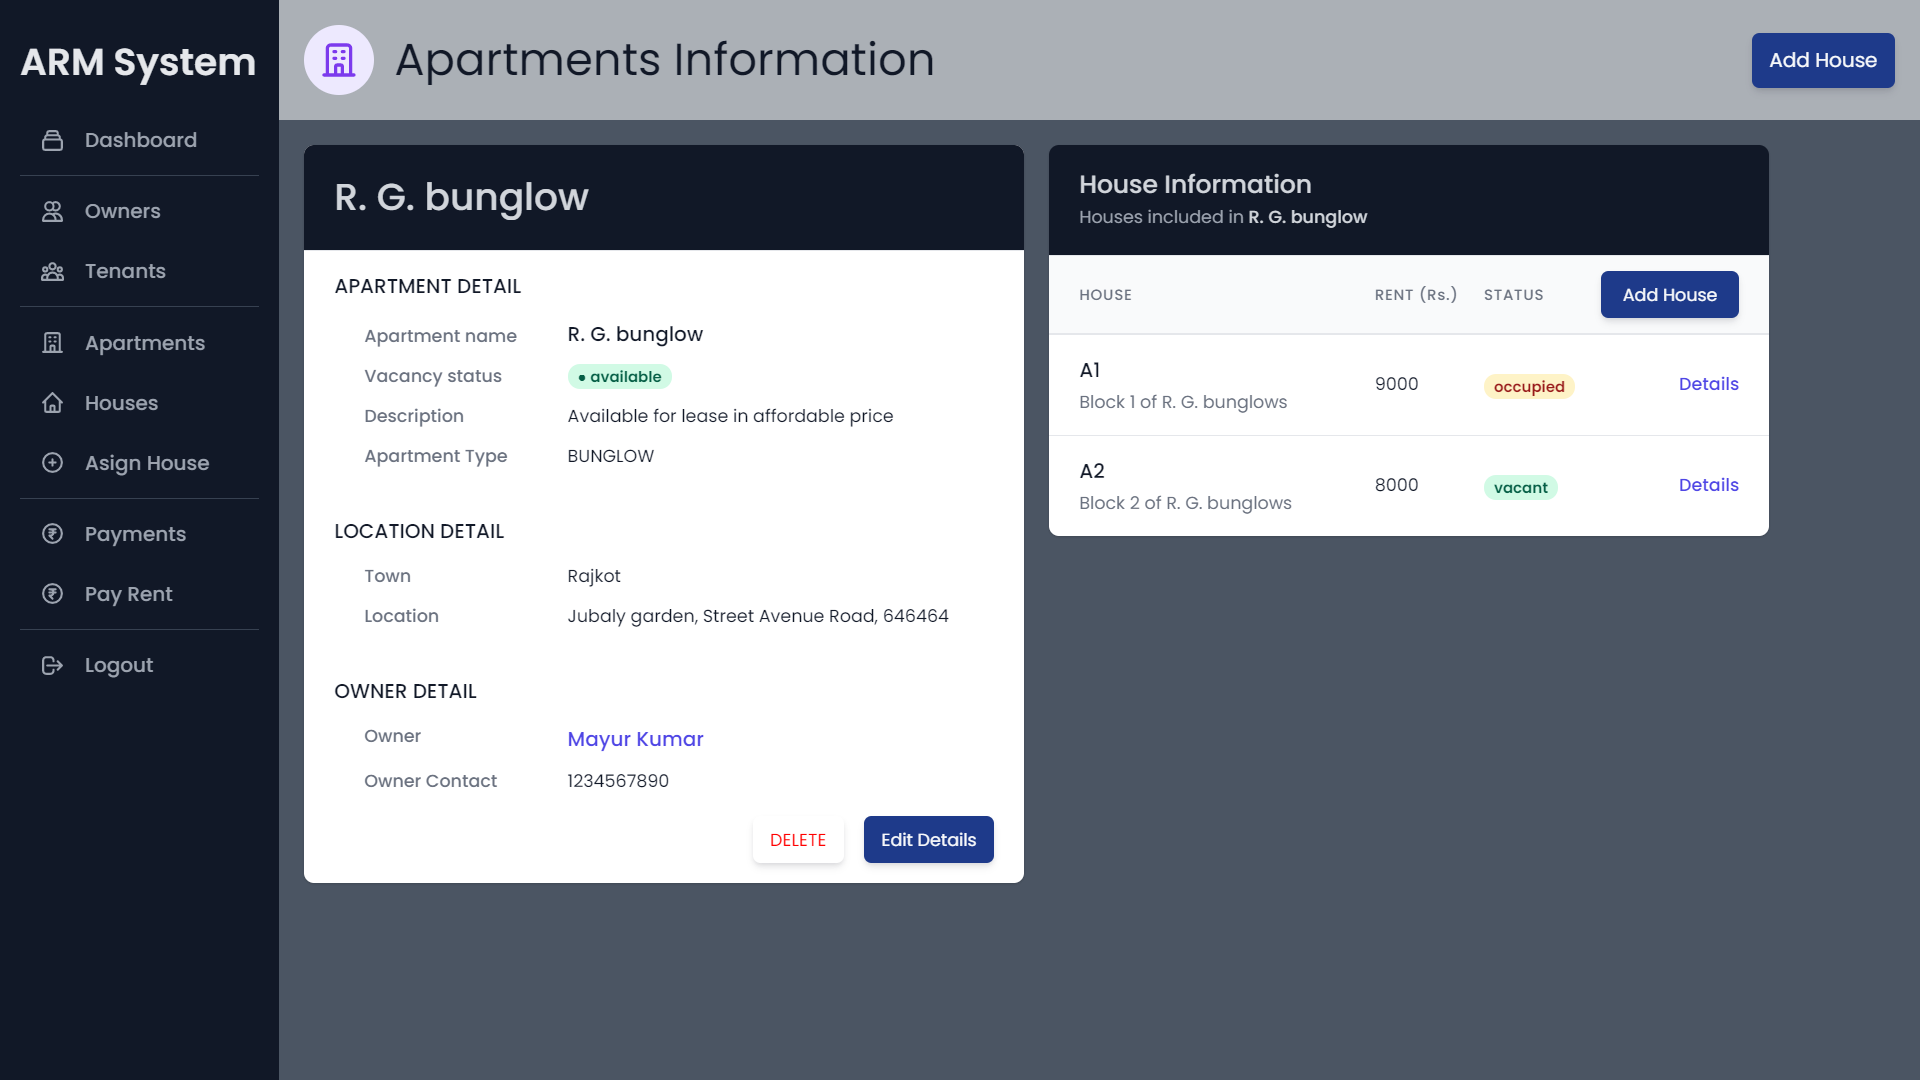 ARM System
Dashboard
Owners
Tenants
Apartments
Houses
Asign House
Payments
Pay Rent
Logout
Apartments Information
Add House
R. G. bunglow
APARTMENT DETAIL
Apartment name R. G. bunglow
Vacancy status • available
Description Available for lease in affordable price
Apartment Type BUNGLOW
LOCATION DETAIL
Town Rajkot
Location Jubaly garden, Street Avenue Road, 646464
OWNER DETAIL
Owner Mayur Kumar
Owner Contact 1234567890
DELETE Edit Details
House Information
Houses included in R. G. bunglow
HOUSE RENT (Rs.) STATUS Add House
A1
Block 1 of R. G. bunglows
9000 occupied Details
A2
Block 2 of R. G. bunglows
8000 vacant Details